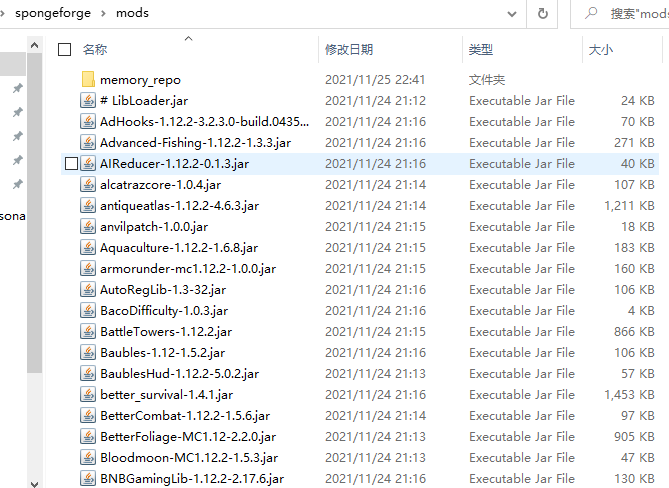 spongeforge > mods 搜索"mods
名称 修改日期 类型 大小
memory_repo 2021/11/25 22:41 文件夹
# LibLoader.jar 2021/11/24 21:12 Executable Jar File 24 KB
AdHooks-1.12.2-3.2.3.0-build.0435... 2021/11/24 21:16 Executable Jar File 70 KB
Advanced-Fishing-1.12.2-1.3.3.jar 2021/11/24 21:16 Executable Jar File 271 KB
AIReducer-1.12.2-0.1.3.jar 2021/11/24 21:16 Executable Jar File 40 KB
alcatrazcore-1.0.4.jar 2021/11/24 21:14 Executable Jar File 107 KB
antiqueatlas-1.12.2-4.6.3.jar 2021/11/24 21:14 Executable Jar File 1,211 KB
anvilpatch-1.0.0.jar 2021/11/24 21:15 Executable Jar File 18 KB
Aquaculture-1.12.2-1.6.8.jar 2021/11/24 21:15 Executable Jar File 183 KB
sona armorunder-mc1.12.2-1.0.0.jar 2021/11/24 21:15 Executable Jar File 160 KB
AutoRegLib-1.3-32.jar 2021/11/24 21:16 Executable Jar File 106 KB
BacoDifficulty-1.0.3.jar 2021/11/24 21:16 Executable Jar File 4 KB
BattleTowers-1.12.2.jar 2021/11/24 21:15 Executable Jar File 866 KB
Baubles-1.12-1.5.2.jar 2021/11/24 21:16 Executable Jar File 106 KB
BaublesHud-1.12.2-5.0.2.jar 2021/11/24 21:13 Executable Jar File 57 KB
better_survival-1.4.1.jar 2021/11/24 21:16 Executable Jar File 1,453 KB
BetterCombat-1.12.2-1.5.6.jar 2021/11/24 21:14 Executable Jar File 97 KB
BetterFoliage-MC1.12-2.2.0.jar 2021/11/24 21:13 Executable Jar File 905 KB
Bloodmoon-MC1.12.2-1.5.3.jar 2021/11/24 21:13 Executable Jar File 47 KB
BNBGamingLib-1.12.2-2.17.6.jar 2021/11/24 21:16 Executable Jar File 130 KB